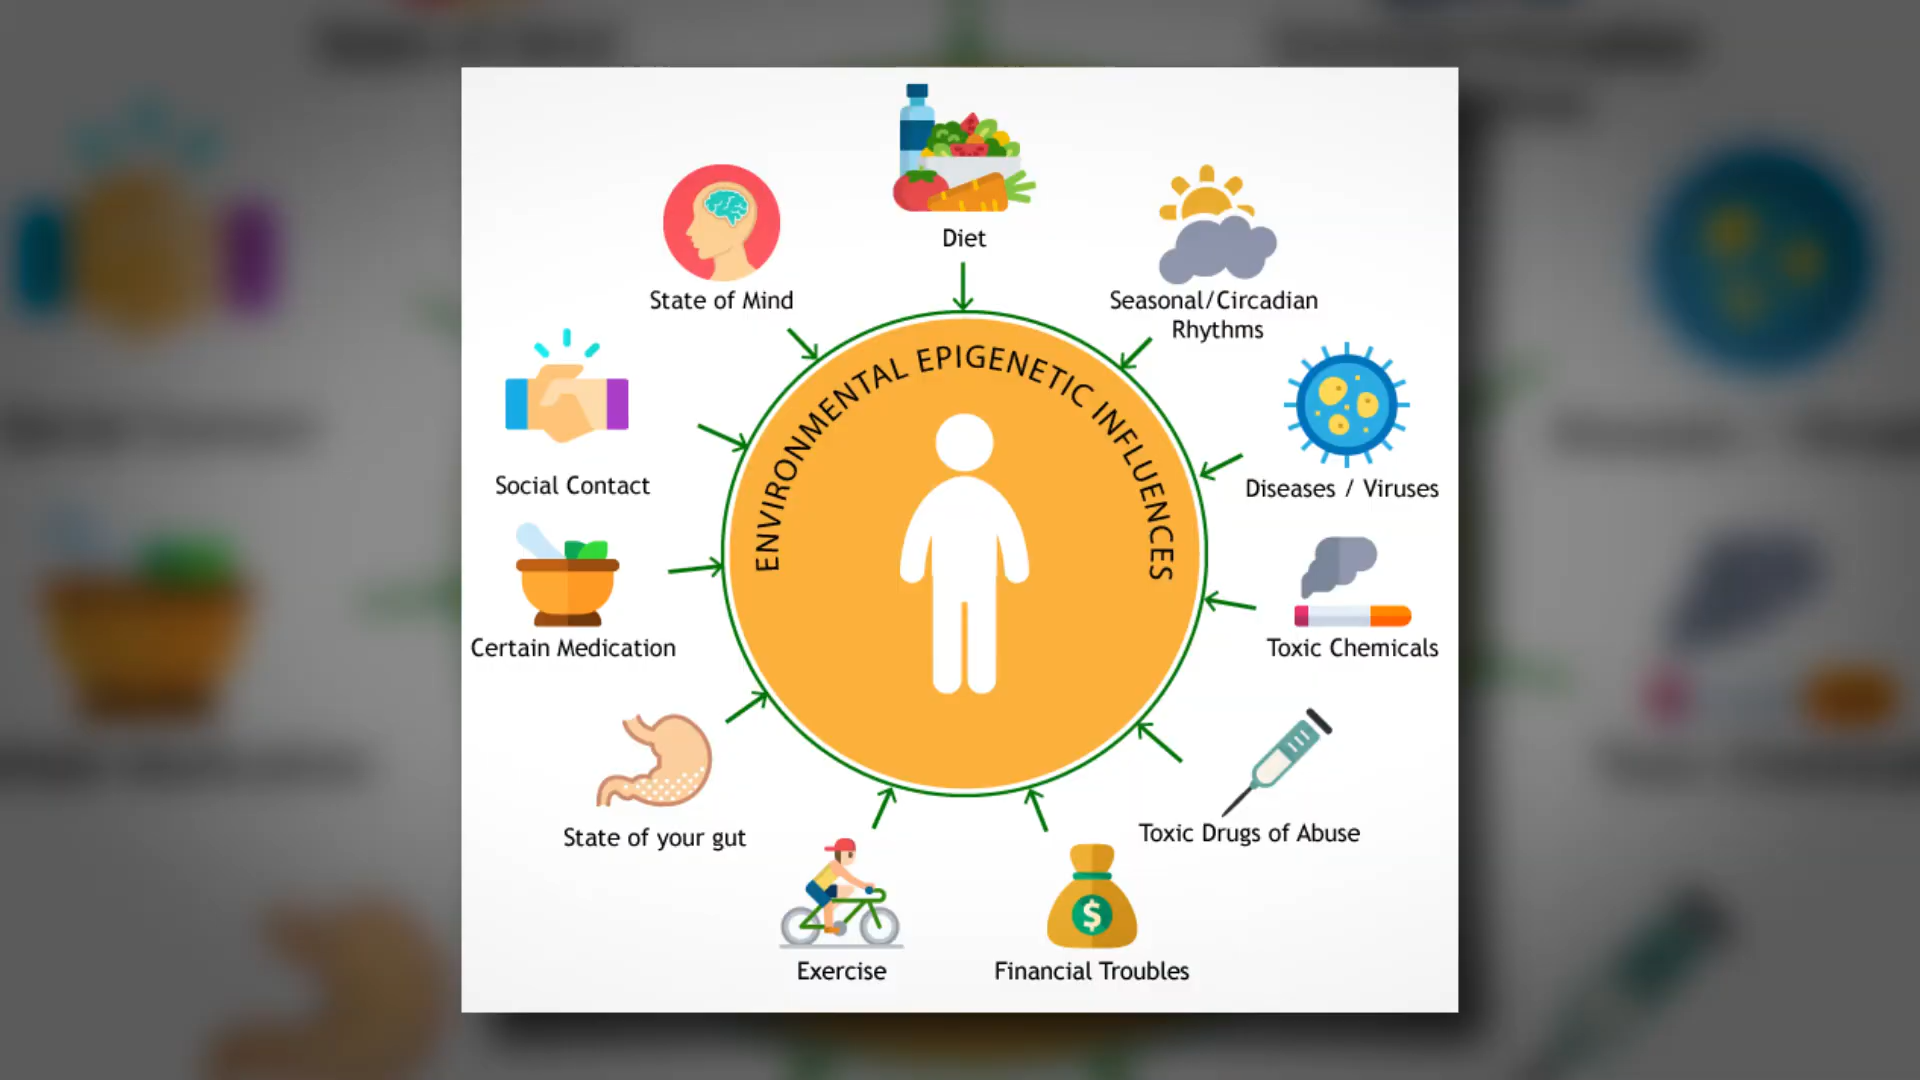 Diet
State of Mind
Seasonal/Circadian
Rhythms
ENVIRONMENTAL EPIGENETIC INFLUENCES
Social Contact
Diseases / Viruses
Certain Medication
Toxic Chemicals
State of your gut
Toxic Drugs of Abuse
$
Exercise
Financial Troubles